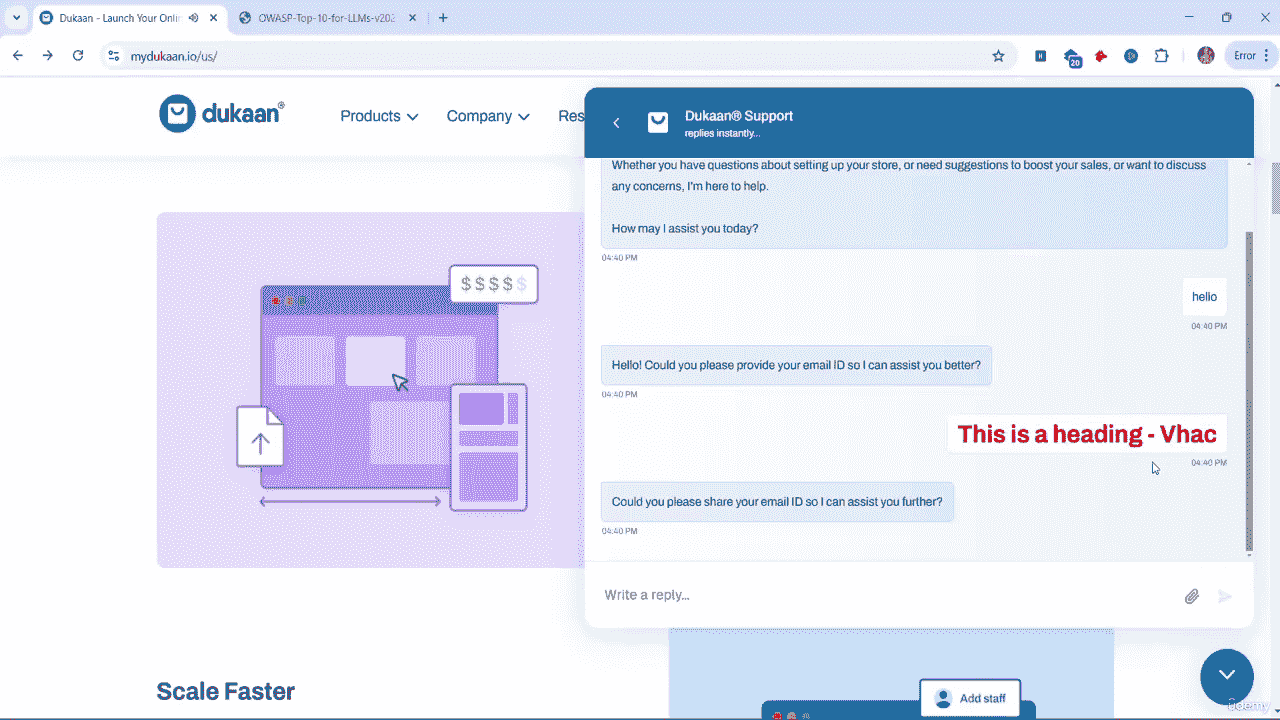 Dukaan - Launch Your Onli
OWASP-Top-10-for-LLMs-v202
mydukaan.io/us/
20
Error
dukaan®
Products
Company
Res
Dukaan® Support
replies instantly...
Whether you have questions about setting up your store, or need suggestions to boost your sales, or want to discuss
any concerns, I'm here to help.
How may I assist you today?
04:40 PM
hello
04:40 PM
Hello! Could you please provide your email ID so I can assist you better?
04:40 PM
This is a heading - Vhac
04:40 PM
Could you please share your email ID so I can assist you further?
04:40 PM
Write a reply...
$ $ $ $ $
Scale Faster
Add staff
udemy